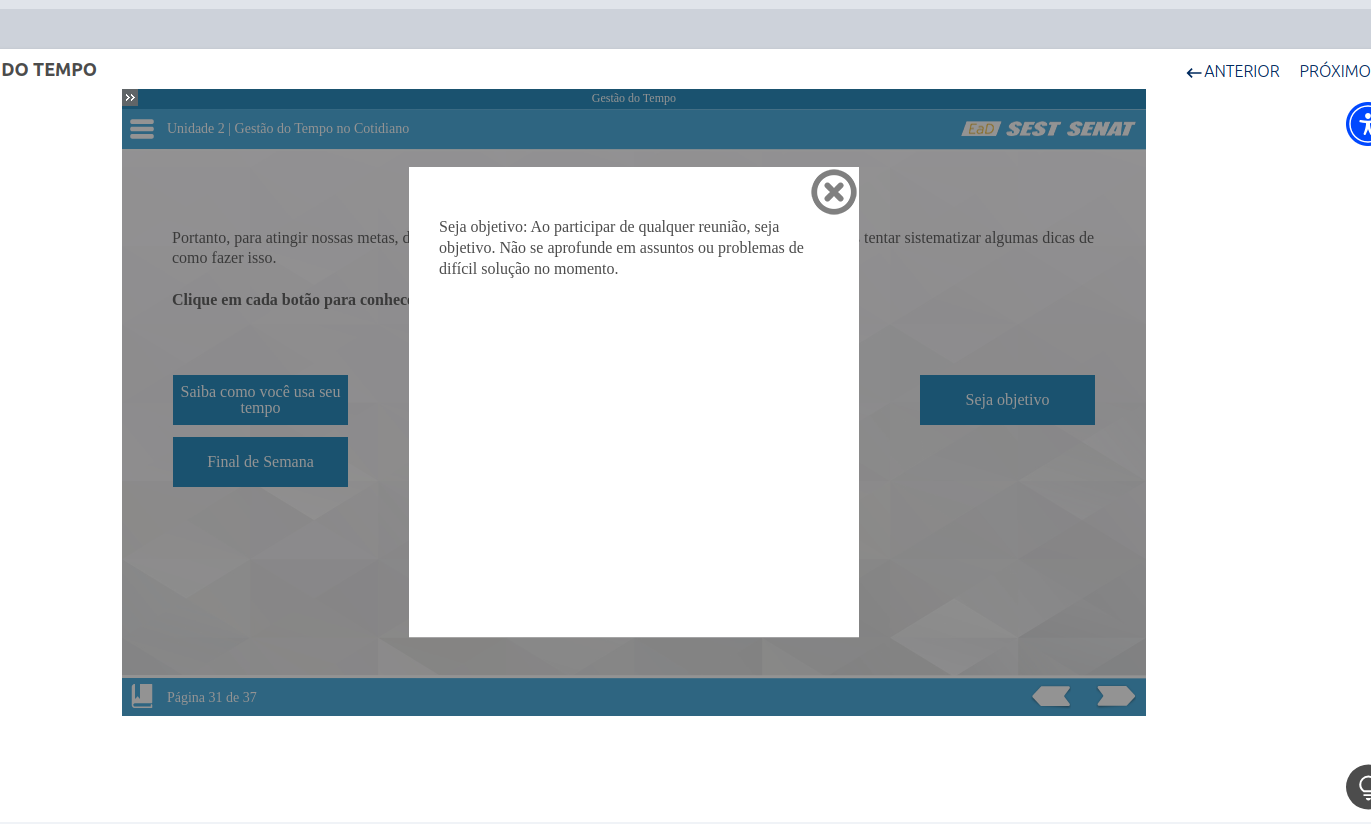 DO TEMPO
ANTERIOR
PRÓXIMO
Gestão do Tempo
Unidade 2 | Gestão do Tempo no Cotidiano
EaD SEST SENAT
Seja objetivo: Ao participar de qualquer reunião, seja
objetivo. Não se aprofunde em assuntos ou problemas de
difícil solução no momento.
Portanto, para atingir nossas metas, tentar sistematizar algumas dicas de
como fazer isso.
Clique em cada botão para
Saiba como você usa seu
tempo
Seja objetivo
Final de Semana
Página 31 de 37